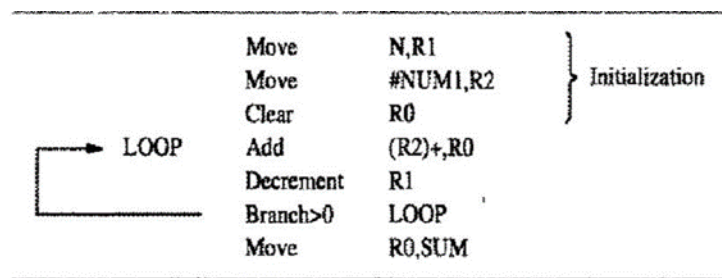 Move N,R1
Move #NUM1,R2 Initialization
Clear R0
LOOP Add (R2)+,R0
Decrement R1
Branch>0 LOOP
Move R0,SUM